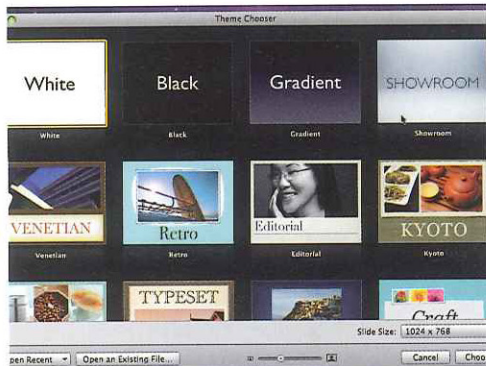 Theme Chooser
White
Black
Gradient
SHOWROOM
White
Black
Gradient
Showroom
VENETIAN
Retro
Editorial
KYOTO
Venetian
Retro
Editorial
Kyoto
TYPESET
Craft
Slide Size: 1024 x 768
pen Recent
Open an Existing File...
Cancel
Choo